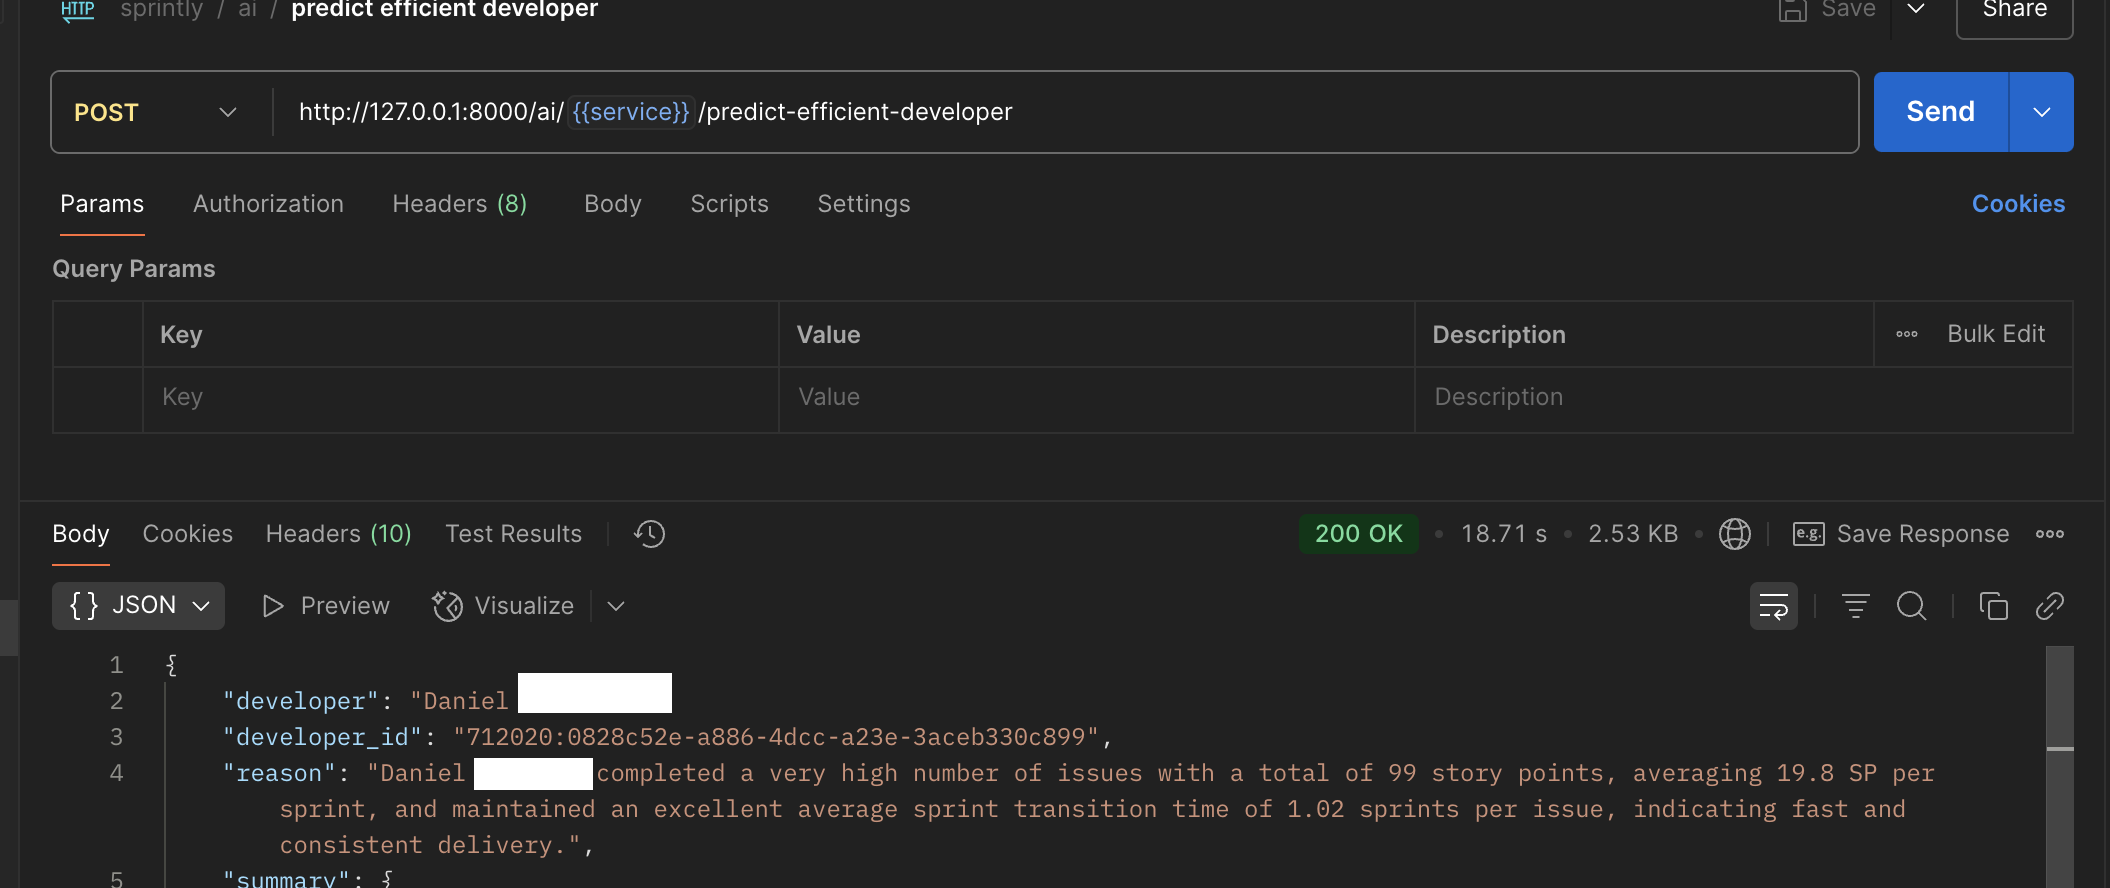 HTTP sprintly / ai / predict efficient developer Save Share
POST http://127.0.0.1:8000/ai/{{service}}/predict-efficient-developer Send
Params Authorization Headers (8) Body Scripts Settings Cookies
Query Params
Key Value Description Bulk Edit
Key Value Description
Body Cookies Headers (10) Test Results 200 OK • 18.71 s • 2.53 KB • e.g. Save Response
{} JSON Preview Visualize
1 {
2 "developer": "Daniel
3 "developer_id": "712020:0828c52e-a886-4dcc-a23e-3aceb330c899",
4 "reason": "Daniel completed a very high number of issues with a total of 99 story points, averaging 19.8 SP per
sprint, and maintained an excellent average sprint transition time of 1.02 sprints per issue, indicating fast and
consistent delivery.",
5 "summary": {